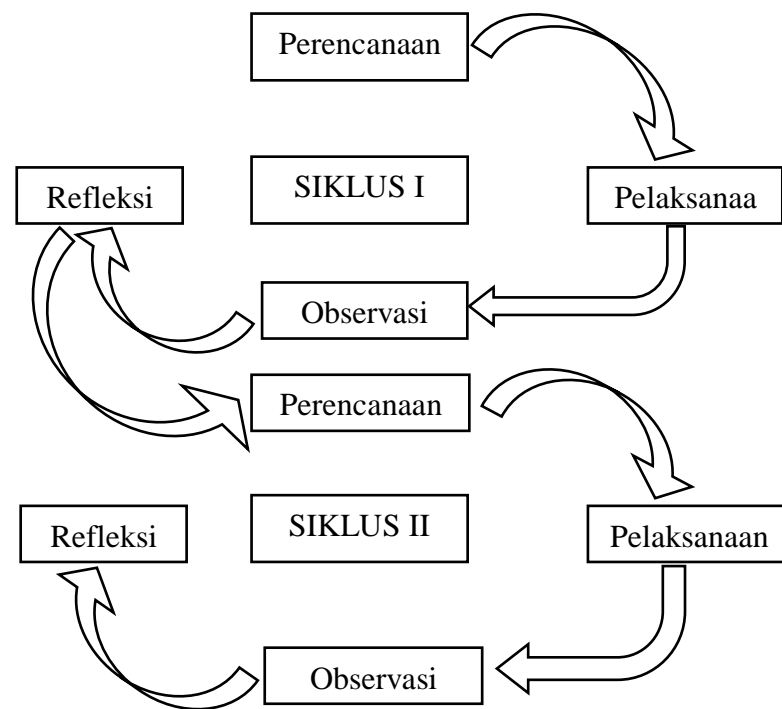 Perencanaan
Refleksi
SIKLUS I
Pelaksanaa
Observasi
Perencanaan
Refleksi
SIKLUS II
Pelaksanaan
Observasi